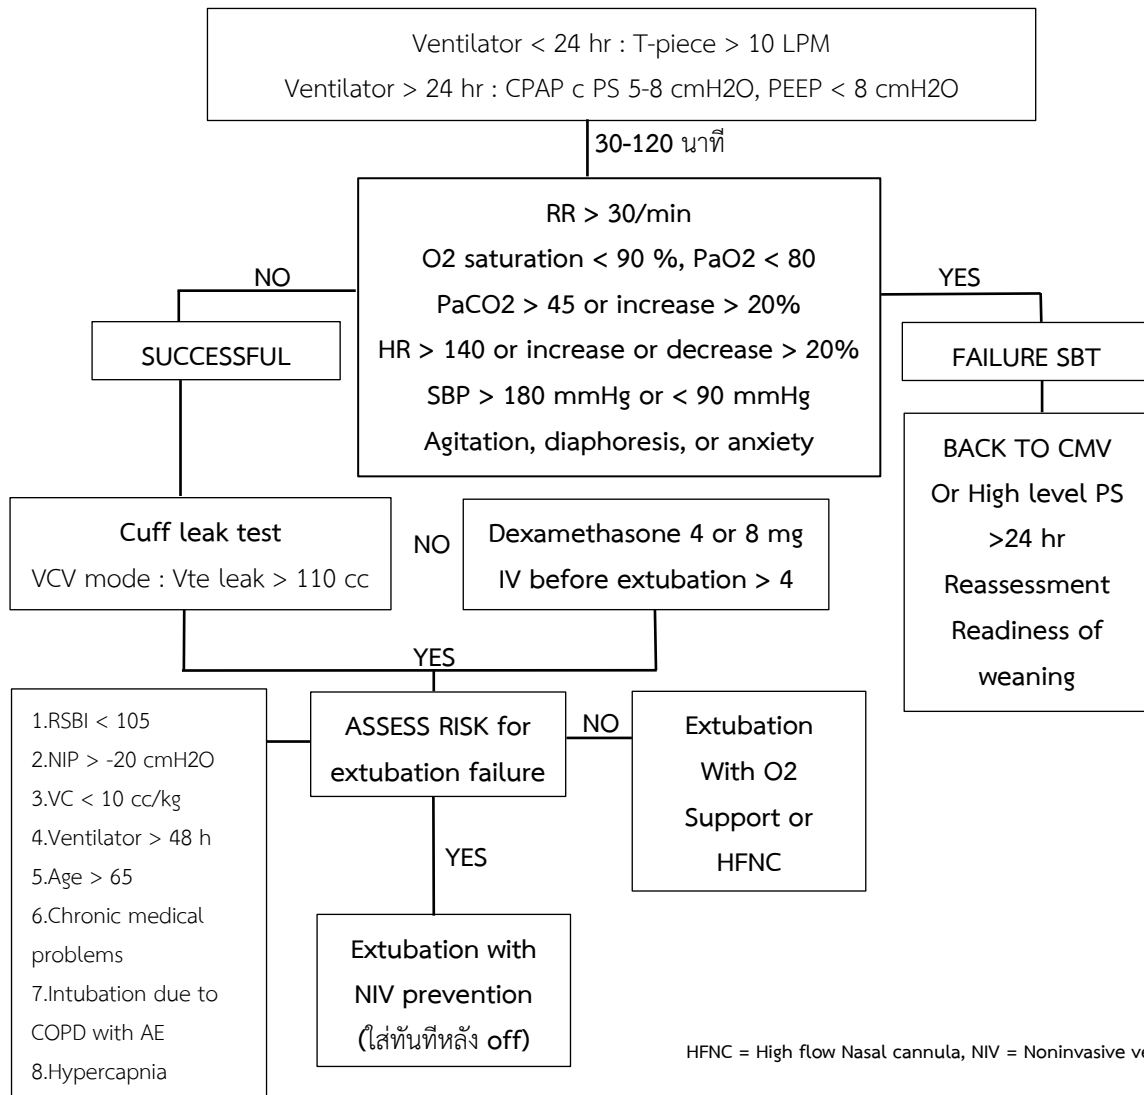 Ventilator < 24 hr : T-piece > 10 LPM
Ventilator > 24 hr : CPAP c PS 5-8 cmH2O, PEEP < 8 cmH2O
30-120 นาที
RR > 30/min
O2 saturation < 90 %, PaO2 < 80
PaCO2 > 45 or increase > 20%
HR > 140 or increase or decrease > 20%
SBP > 180 mmHg or < 90 mmHg
Agitation, diaphoresis, or anxiety
NO
YES
SUCCESSFUL
FAILURE SBT
BACK TO CMV
Or High level PS
>24 hr
Reassessment
Readiness of
weaning
Cuff leak test
VCV mode : Vte leak > 110 cc
NO
Dexamethasone 4 or 8 mg
IV before extubation > 4
YES
1.RSBI < 105
2.NIP > -20 cmH2O
3.VC < 10 cc/kg
4.Ventilator > 48 h
5.Age > 65
6.Chronic medical
problems
7.Intubation due to
COPD with AE
8.Hypercapnia
ASSESS RISK for
extubation failure
NO
Extubation
With O2
Support or
HFNC
YES
Extubation with
NIV prevention
(ใส่ทันทีหลัง off)
HFNC = High flow Nasal cannula, NIV = Noninvasive ve